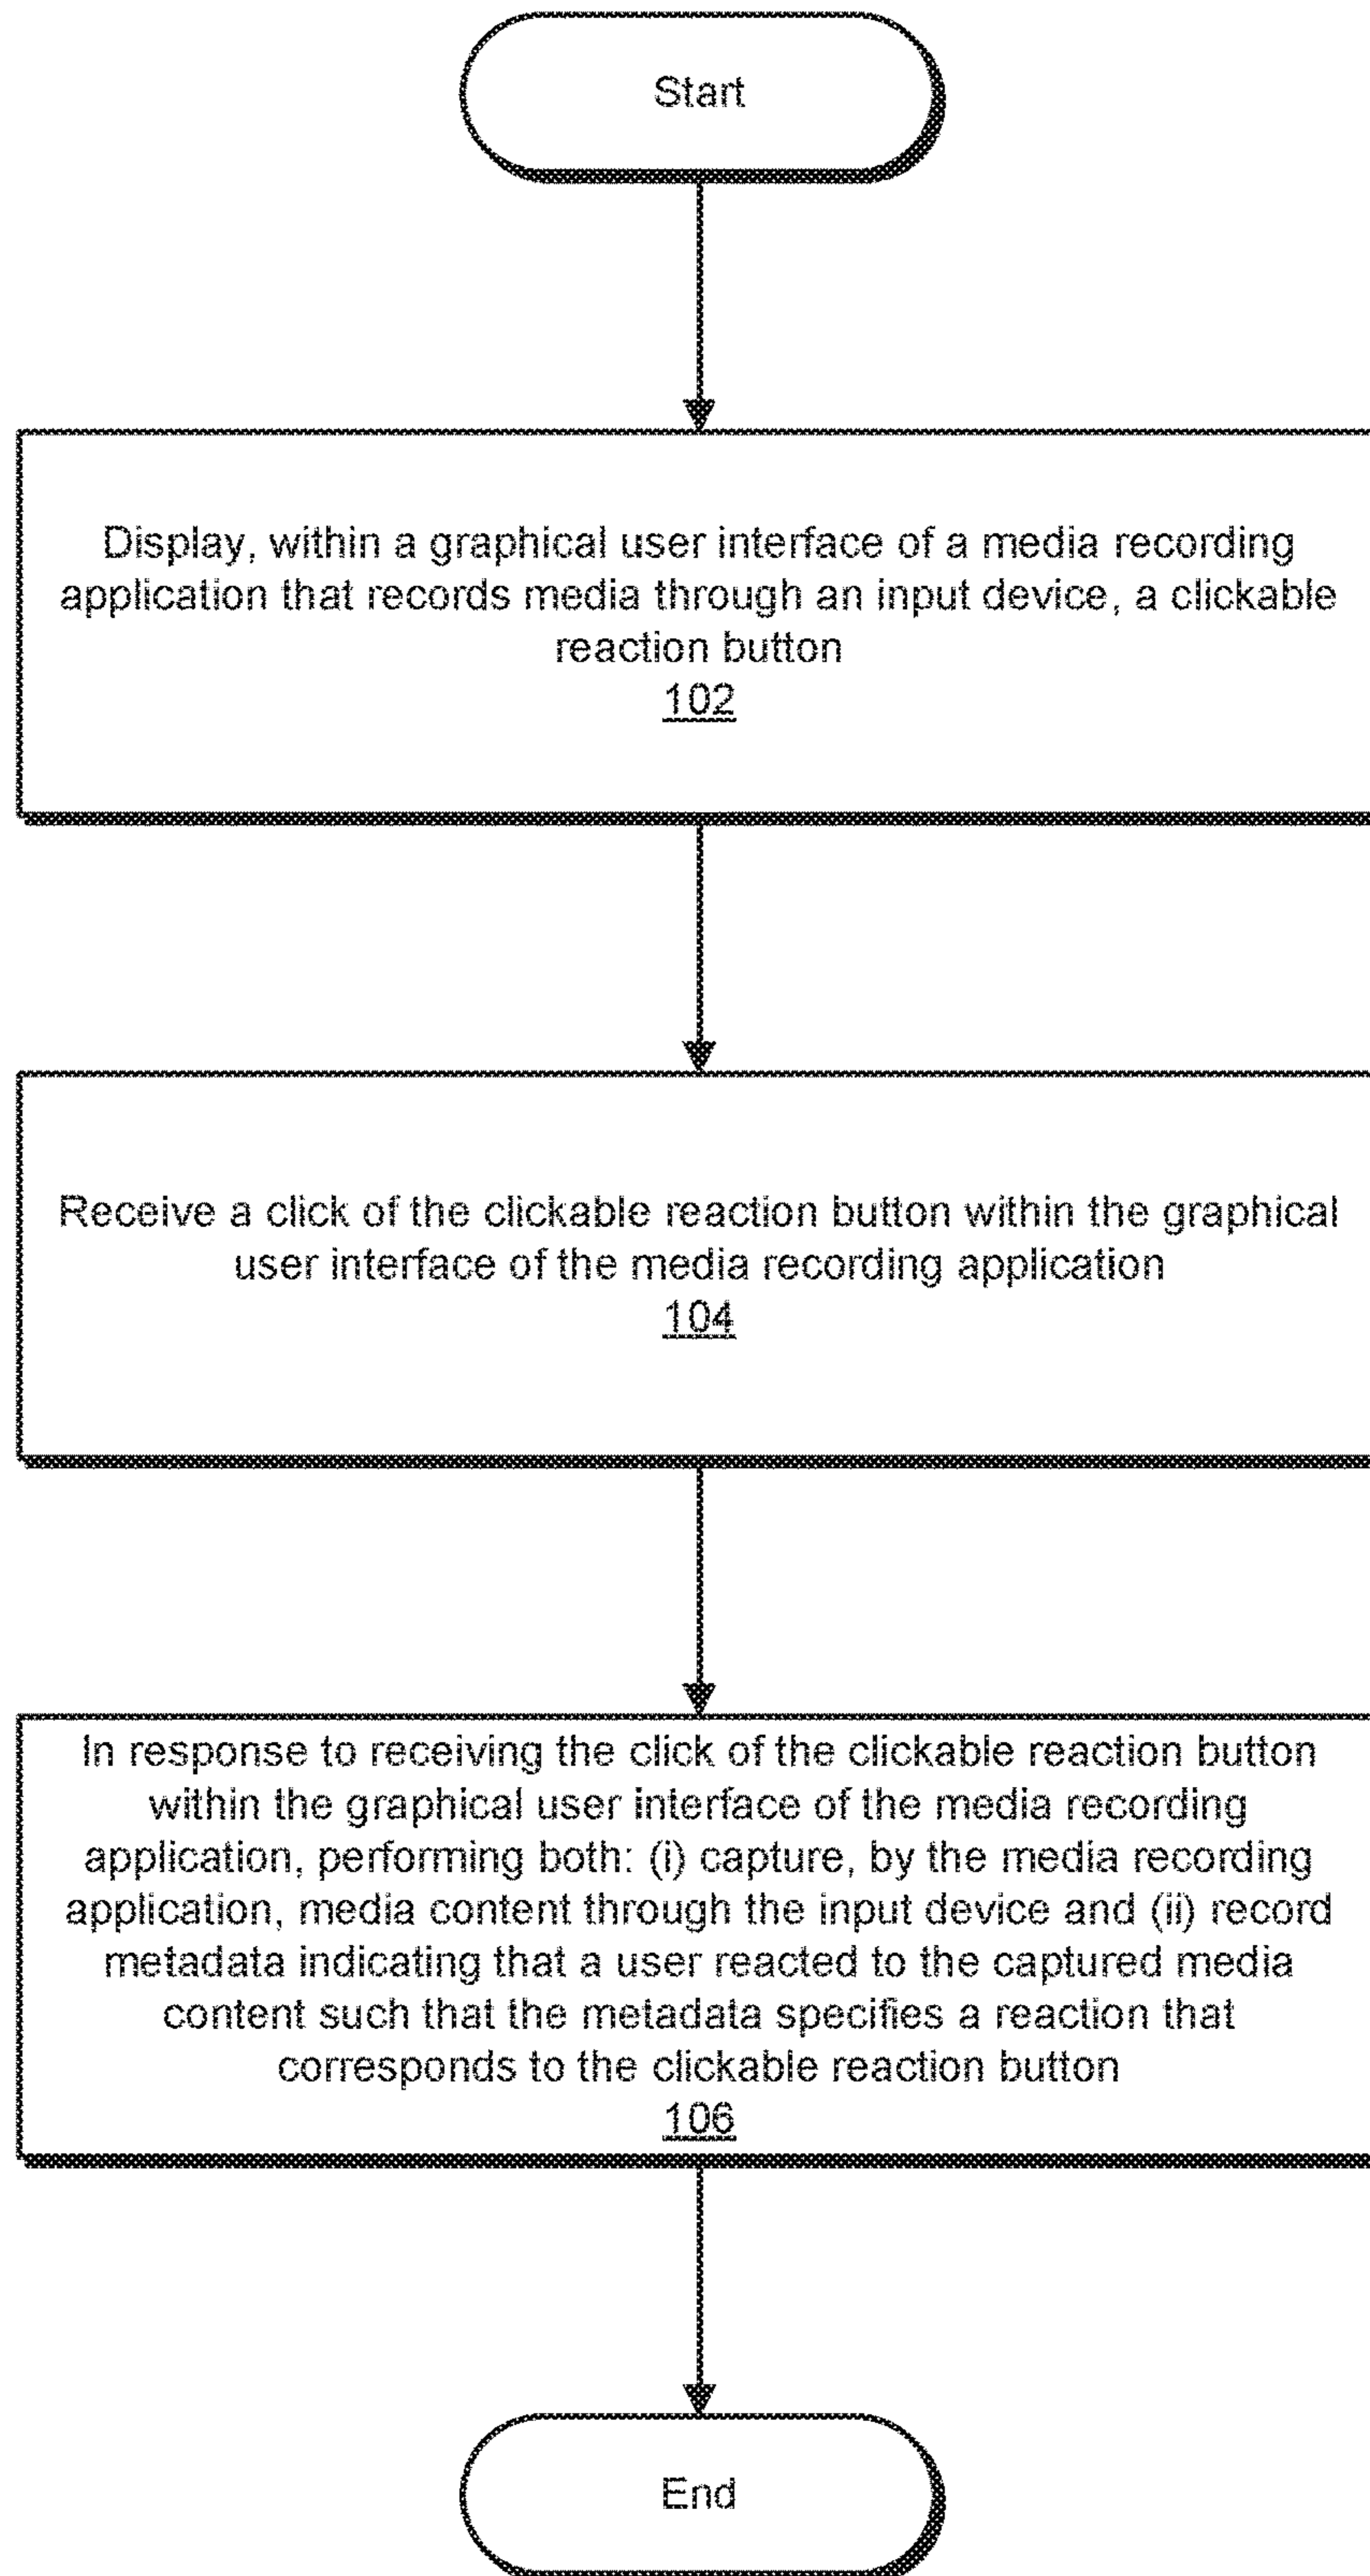 Start
Display, within a graphical user interface of a media recording
application that records media through an input device, a clickable
reaction button
102
Receive a click of the clickable reaction button within the graphical
user interface of the media recording application
104
In response to receiving the click of the clickable reaction button
within the graphical user interface of the media recording
application, performing both: (i) capture, by the media recording
application, media content through the input device and (ii) record
metadata indicating that a user reacted to the captured media
content such that the metadata specifies a reaction that
corresponds to the clickable reaction button
106
End